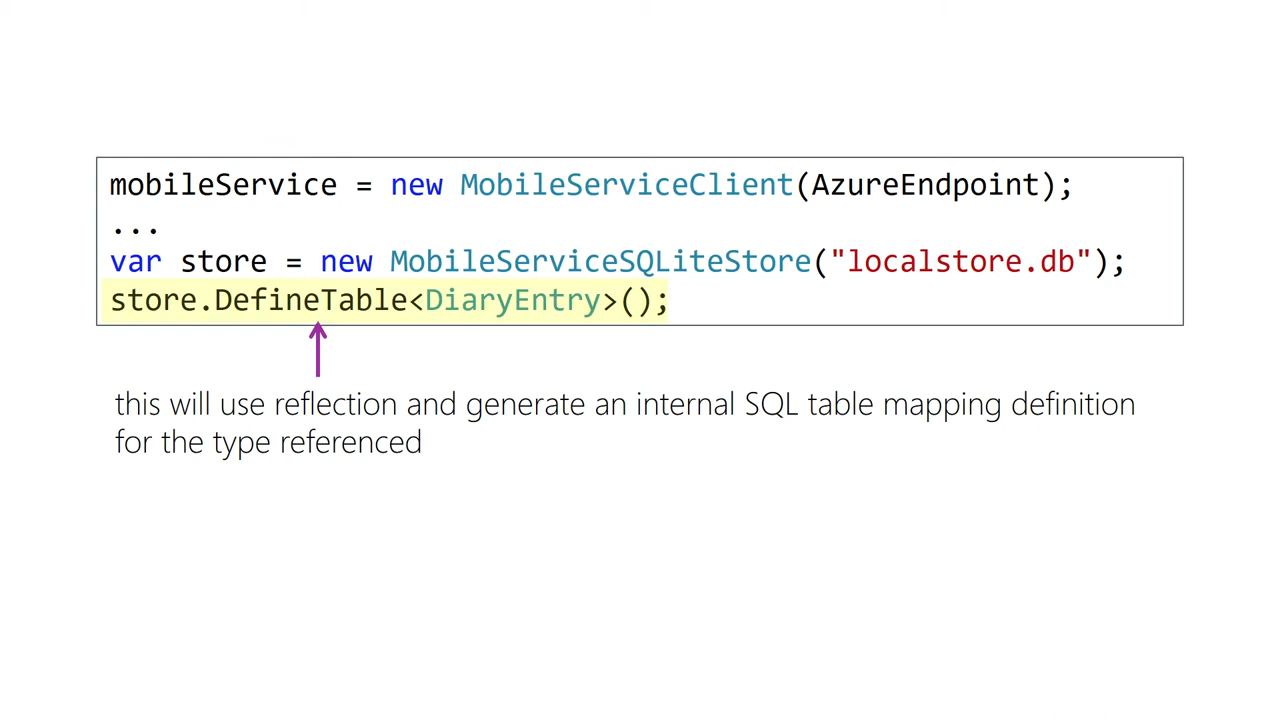 mobileService = new MobileServiceClient(AzureEndpoint);
...
var store = new MobileServiceSQLiteStore("localstore.db");
store.DefineTable<DiaryEntry>();
this will use reflection and generate an internal SQL table mapping definition
for the type referenced